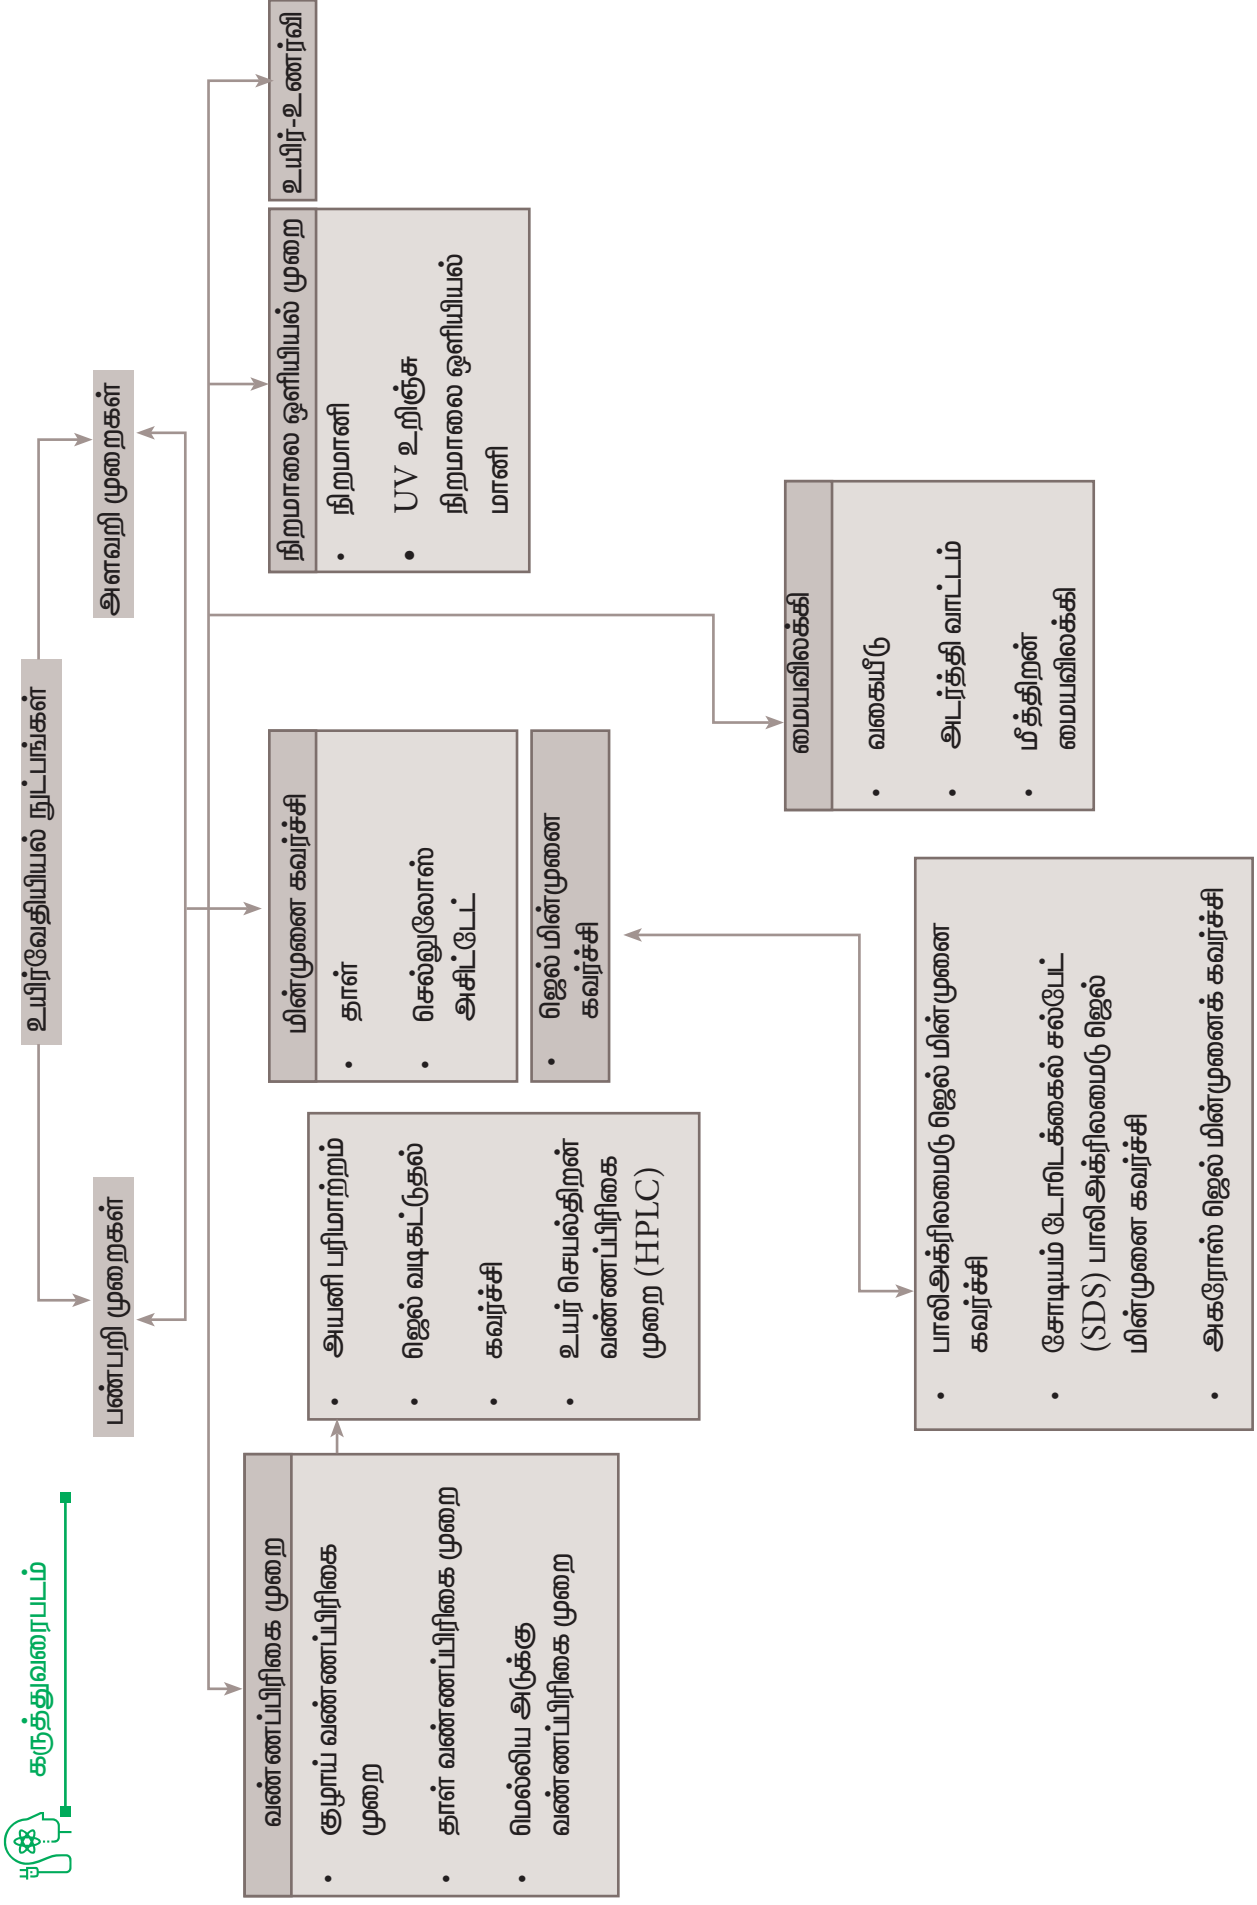 கருத்துவரைபடம்
உயிர்வேதியியல் நுட்பங்கள்
பண்பறி முறைகள்
அளவறி முறைகள்
வண்ணப்பிரிகை முறை
• குழாய் வண்ணப்பிரிகை
முறை
• தாள் வண்ணப்பிரிகை முறை
• மெல்லிய அடுக்கு
வண்ணப்பிரிகை முறை
• அயனி பரிமாற்றம
• ஜெல் வடிகட்டுதல்
• கவர்ச்சி
• உயர் செயல்திறன்
வண்ணப்பிரிகை
முறை (HPLC)
மின்முனை கவர்ச்சி
• தாள்
• செல்லுலோஸ்
அசிட்டேட்
• ஜெல் மின்முனை
கவர்ச்சி
• பாலிஅக்ரிலமைடு ஜெல் மின்முனை
கவர்ச்சி
• சோடியம் டோடெக்கைல் சல்பேட்
(SDS) பாலிஅக்ரிலமைடு ஜெல்
மின்முனை கவர்ச்சி
• அகரோஸ் ஜெல் மின்முனைக் கவர்ச்சி
மையவிலக்கி
• வகையீடு
• அடர்த்தி வாட்டம்
• மீத்திறன்
மையவிலக்கி
நிறமாலை ஒளியியல் முறை
• நிறமானி
• UV உறிஞ்சு
நிறமாலை ஒளியியல்
மானி
உயிர்-உணர்வி